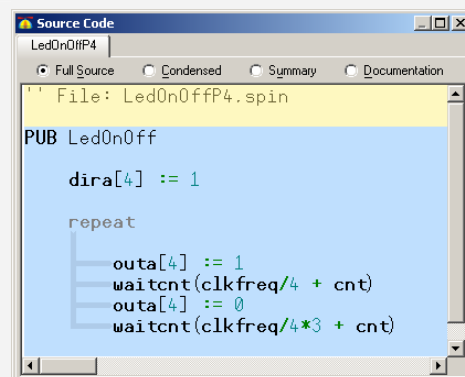 Source Code
LedOnOffP4
Full Source Condensed Summary Documentation
'' File: LedOnOffP4.spin
PUB LedOnOff
dira[4] := 1
repeat
outa[4] := 1
waitcnt(clkfreq/4 + cnt)
outa[4] := 0
waitcnt(clkfreq/4*3 + cnt)